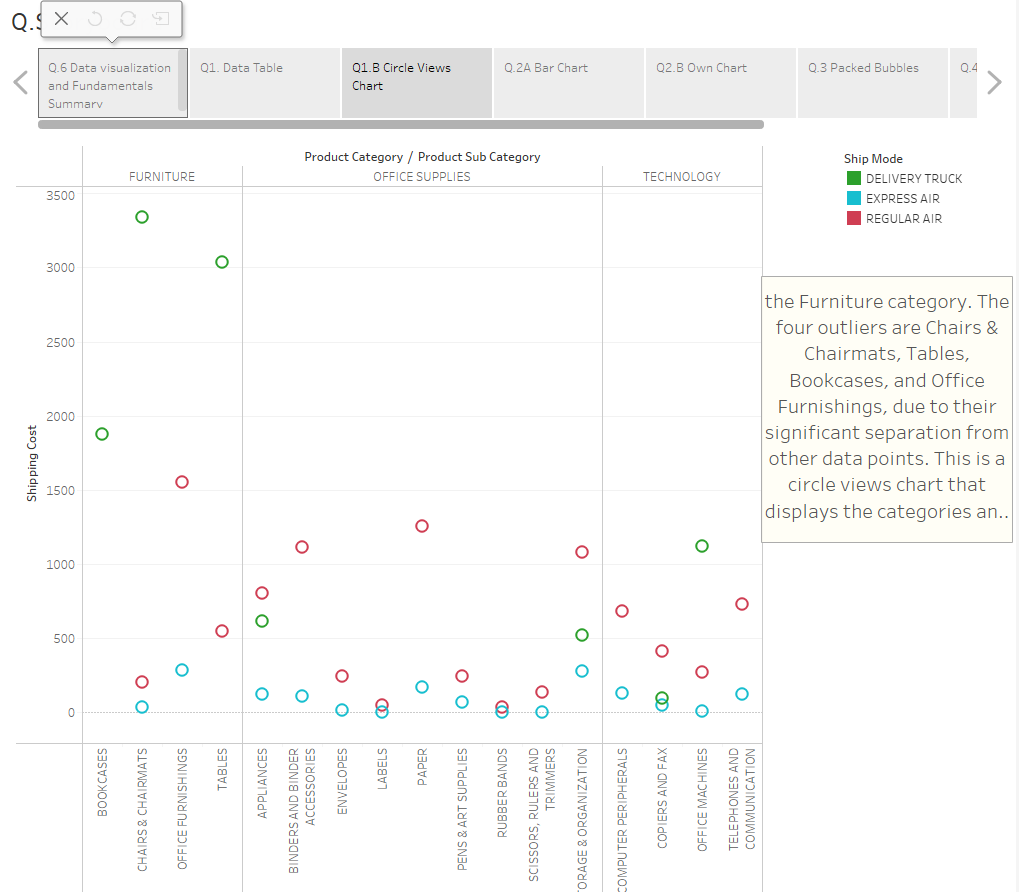 Q.S
Q.6 Data visualization
and Fundamentals
Summary
Q1. Data Table
Q1.B Circle Views
Chart
Q.2A Bar Chart
Q2.B Own Chart
Q.3 Packed Bubbles
Q.4
Product Category / Product Sub Category
FURNITURE
OFFICE SUPPLIES
TECHNOLOGY
Ship Mode
DELIVERY TRUCK
EXPRESS AIR
REGULAR AIR
Shipping Cost
3500
3000
2500
2000
1500
1000
500
0
the Furniture category. The
four outliers are Chairs &
Chairmats, Tables,
Bookcases, and Office
Furnishings, due to their
significant separation from
other data points. This is a
circle views chart that
displays the categories an..
BOOKCASES
CHAIRS & CHAIRMATS
OFFICE FURNISHINGS
TABLES
APPLIANCES
BINDERS AND BINDER
ACCESSORIES
ENVELOPES
LABELS
PAPER
PENS & ART SUPPLIES
RUBBER BANDS
SCISSORS, RULERS AND
TRIMMERS
TORAGE & ORGANIZATION
COMPUTER PERIPHERALS
COPIERS AND FAX
OFFICE MACHINES
TELEPHONES AND
COMMUNICATION